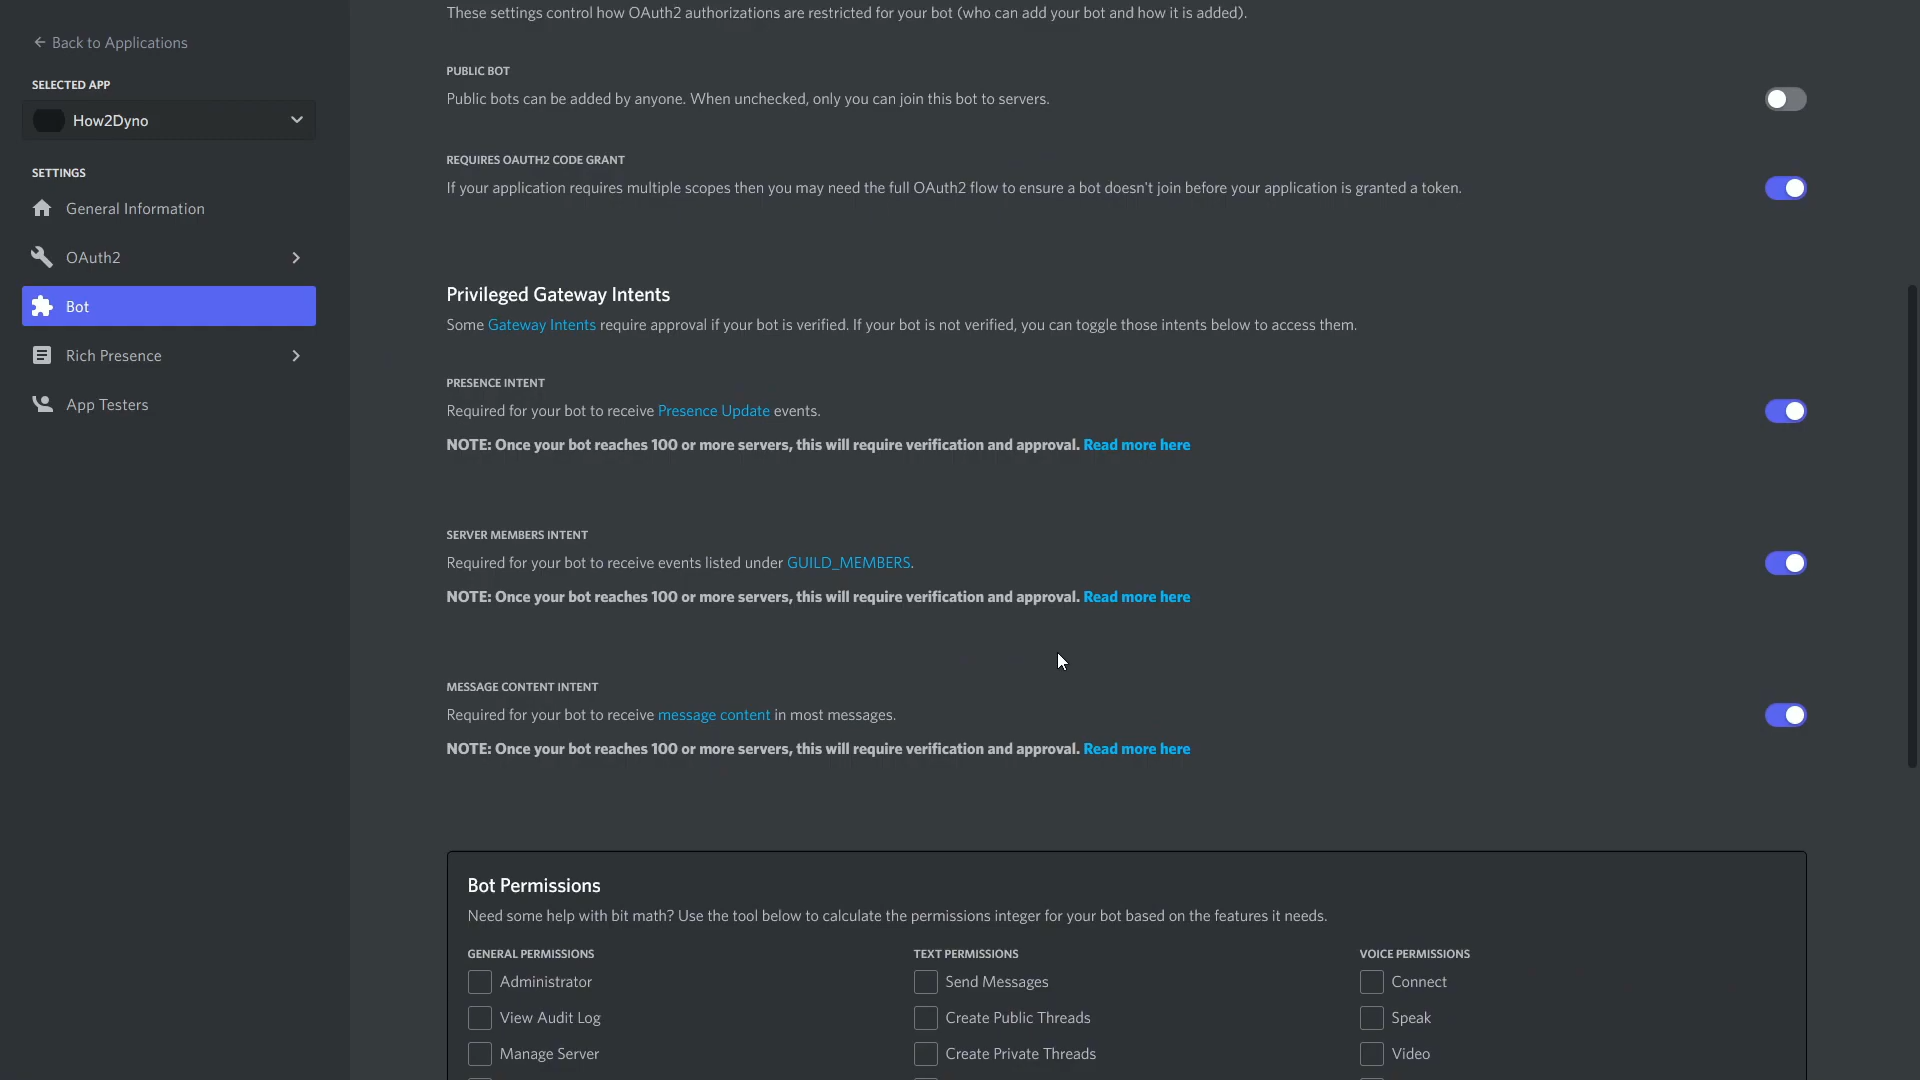 Back to Applications
SELECTED APP
How2Dyno
SETTINGS
General Information
OAuth2
Bot
Rich Presence
App Testers
These settings control how OAuth2 authorizations are restricted for your bot (who can add your bot and how it is added).
PUBLIC BOT
Public bots can be added by anyone. When unchecked, only you can join this bot to servers.
REQUIRES OAUTH2 CODE GRANT
If your application requires multiple scopes then you may need the full OAuth2 flow to ensure a bot doesn't join before your application is granted a token.
Privileged Gateway Intents
Some Gateway Intents require approval if your bot is verified. If your bot is not verified, you can toggle those intents below to access them.
PRESENCE INTENT
Required for your bot to receive Presence Update events.
NOTE: Once your bot reaches 100 or more servers, this will require verification and approval. Read more here
SERVER MEMBERS INTENT
Required for your bot to receive events listed under GUILD_MEMBERS.
NOTE: Once your bot reaches 100 or more servers, this will require verification and approval. Read more here
MESSAGE CONTENT INTENT
Required for your bot to receive message content in most messages.
NOTE: Once your bot reaches 100 or more servers, this will require verification and approval. Read more here
Bot Permissions
Need some help with bit math? Use the tool below to calculate the permissions integer for your bot based on the features it needs.
GENERAL PERMISSIONS
Administrator
View Audit Log
Manage Server
TEXT PERMISSIONS
Send Messages
Create Public Threads
Create Private Threads
VOICE PERMISSIONS
Connect
Speak
Video